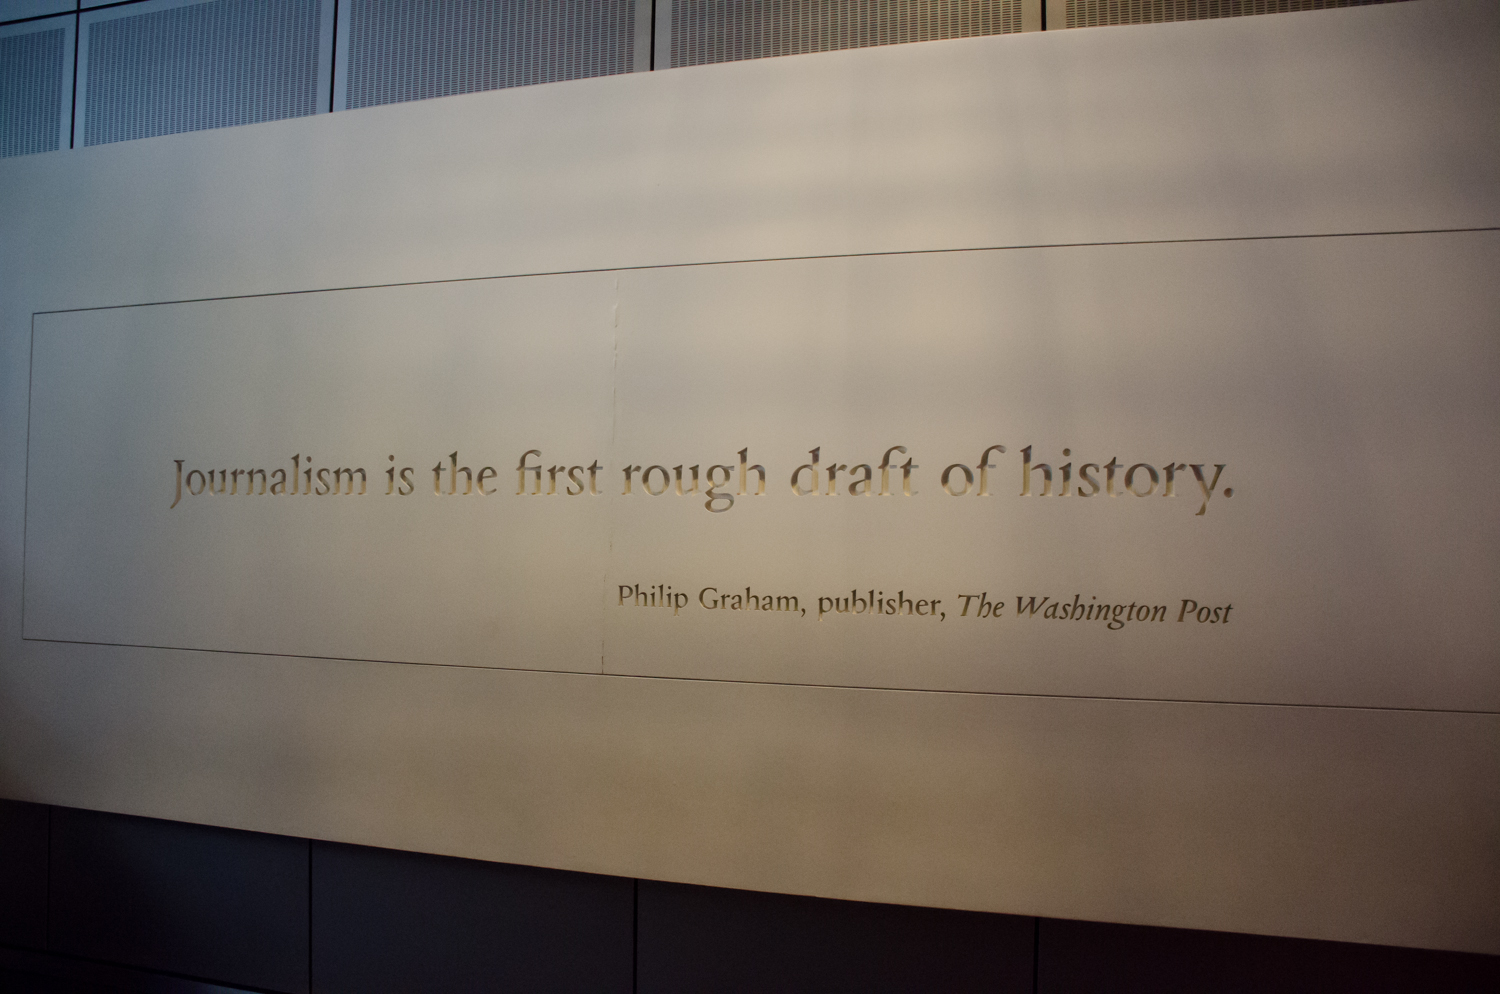 Journalism is the first rough draft of history.
Philip Graham, publisher, The Washington Post